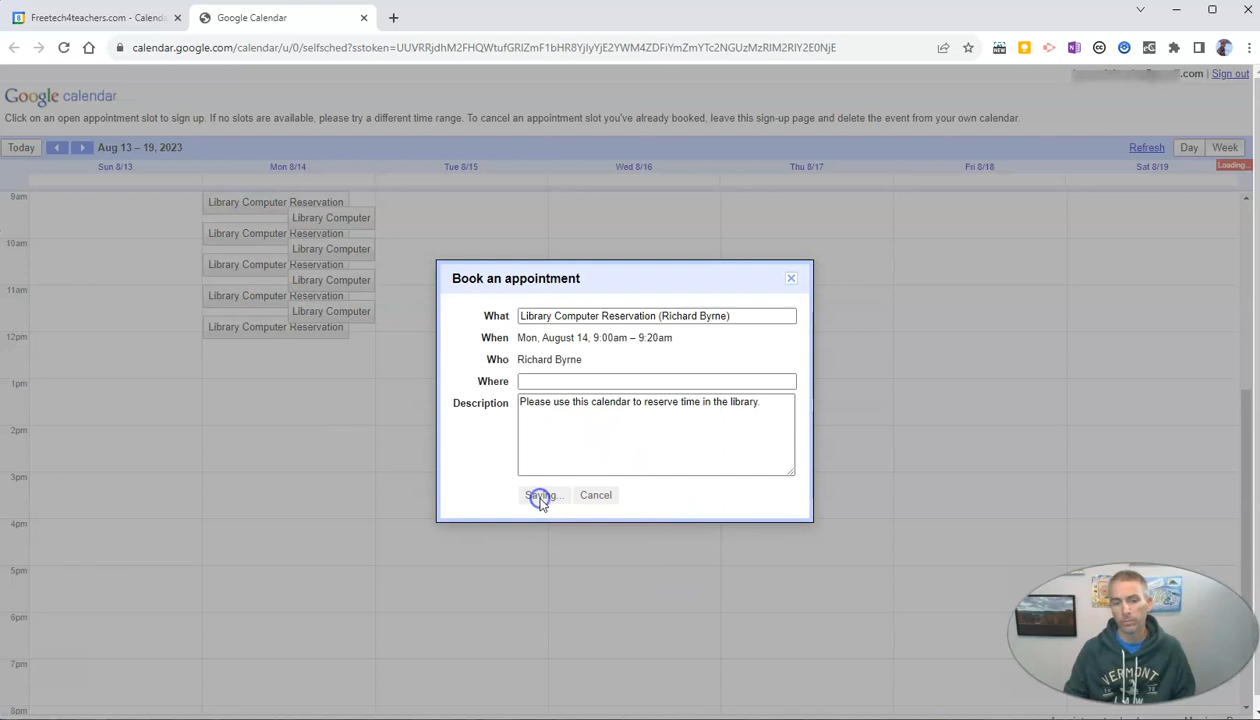 Freetech4teachers.com - Calenda
Google Calendar
calendar.google.com/calendar/u/0/selfsched?sstoken=UUVRRjdhM2FHQWtufGRlZmF1bHR8YjIyYjE2YWM4ZDFiYmZmYTc2NGUzMzRlM2RlY2E0NjE
.com | Sign out
Google calendar
Click on an open appointment slot to sign up. If no slots are available, please try a different time range. To cancel an appointment slot you've already booked, leave this sign-up page and delete the event from your own calendar.
Today Aug 13 – 19, 2023 Refresh Day Week
Sun 8/13 Mon 8/14 Tue 8/15 Wed 8/16 Thu 8/17 Fri 8/18 Sat 8/19 Loading...
9am
Library Computer Reservation
Library Computer
Library Computer Reservation
10am
Library Computer
Library Computer Reservation
Library Computer
11am
Library Computer Reservation
Library Computer
Library Computer Reservation
12pm
1pm
2pm
3pm
4pm
5pm
6pm
7pm
8pm
Book an appointment
What Library Computer Reservation (Richard Byrne)
When Mon, August 14, 9:00am – 9:20am
Who Richard Byrne
Where
Description Please use this calendar to reserve time in the library.
Saving... Cancel
VERMONT